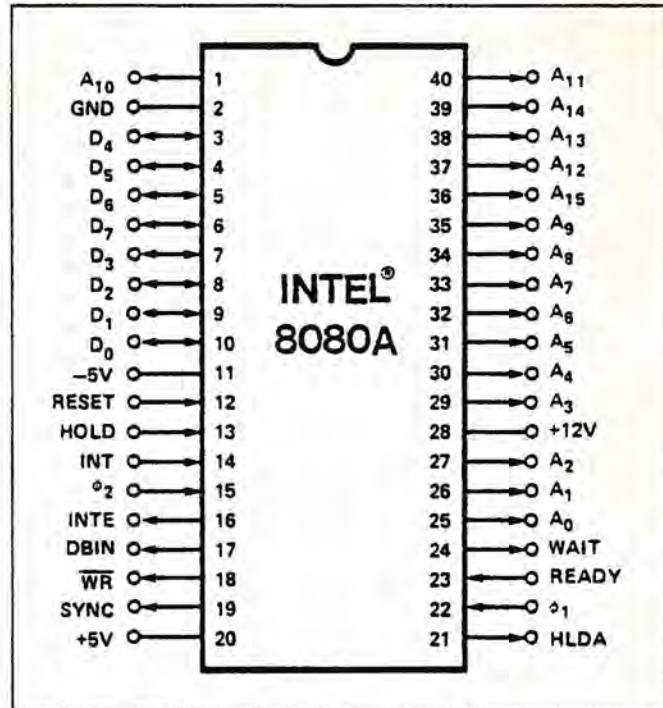 A10 1 40 A11
GND 2 39 A14
D4 3 38 A13
D5 4 37 A12
D6 5 36 A15
D7 6 35 A9
D3 7 34 A8
D2 8 33 A7
D1 9 32 A6
D0 10 31 A5
−5V 11 30 A4
RESET 12 29 A3
HOLD 13 28 +12V
INT 14 27 A2
φ2 15 26 A1
INTE 16 25 A0
DBIN 17 24 WAIT
W̅R̅ 18 23 READY
SYNC 19 22 φ1
+5V 20 21 HLDA
INTEL®
8080A